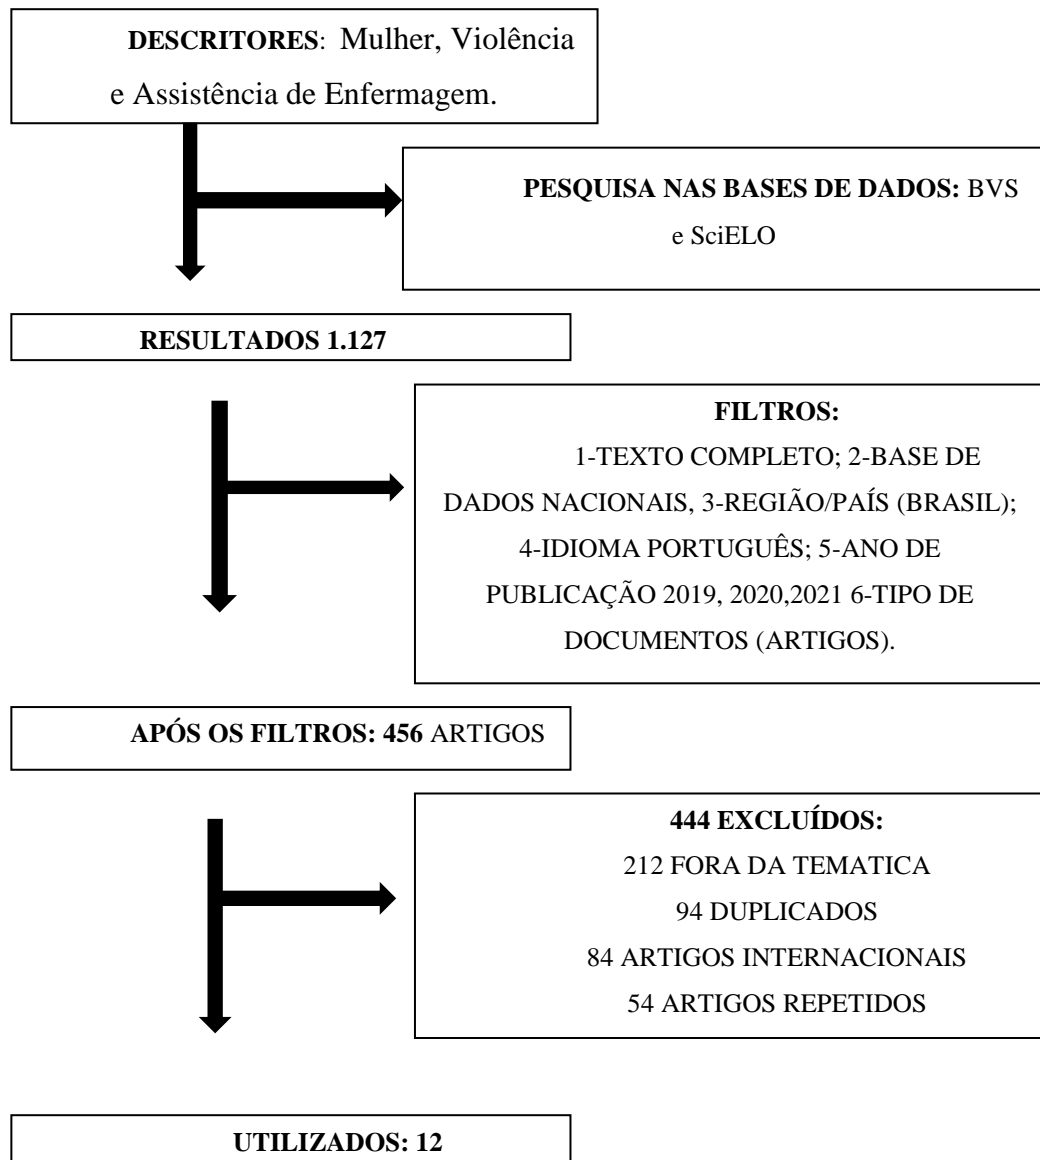 DESCRITORES: Mulher, Violência
e Assistência de Enfermagem.
PESQUISA NAS BASES DE DADOS: BVS
e SciELO
RESULTADOS 1.127
FILTROS:
1-TEXTO COMPLETO; 2-BASE DE
DADOS NACIONAIS, 3-REGIÃO/PAÍS (BRASIL);
4-IDIOMA PORTUGUÊS; 5-ANO DE
PUBLICAÇÃO 2019, 2020,2021 6-TIPO DE
DOCUMENTOS (ARTIGOS).
APÓS OS FILTROS: 456 ARTIGOS
444 EXCLUÍDOS:
212 FORA DA TEMATICA
94 DUPLICADOS
84 ARTIGOS INTERNACIONAIS
54 ARTIGOS REPETIDOS
UTILIZADOS: 12